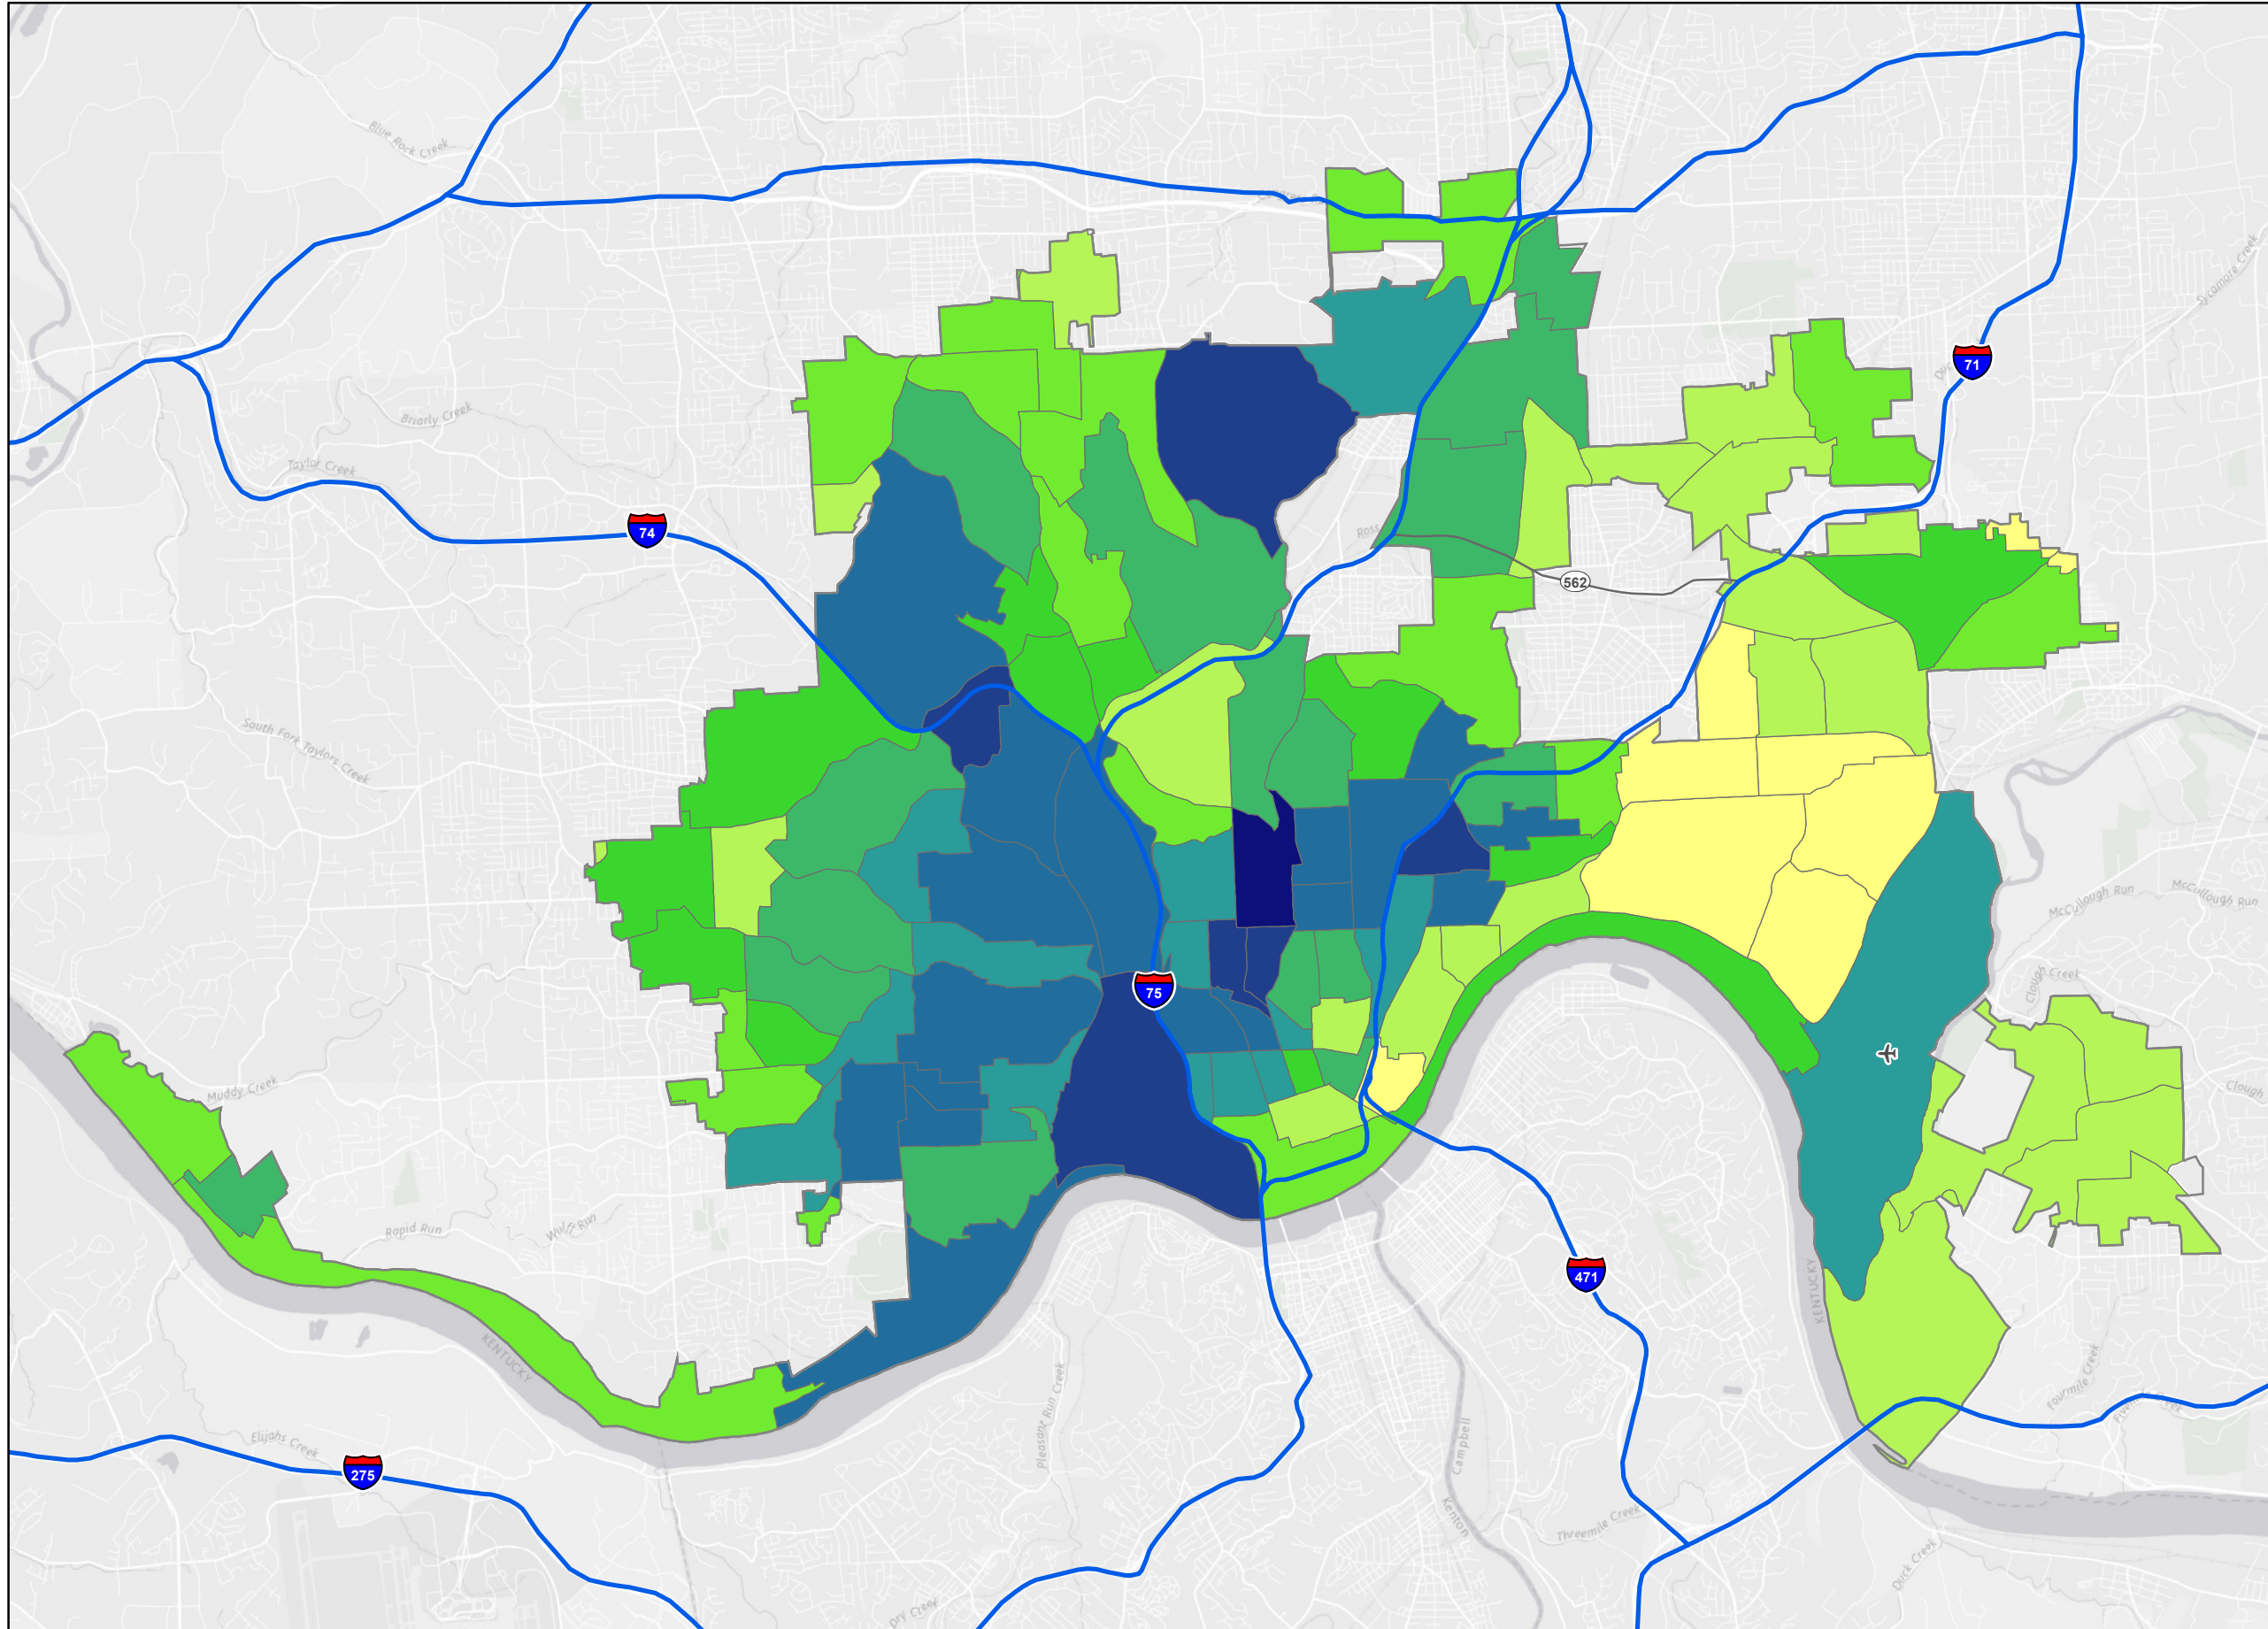 Blue Rock Creek
Sycamore Creek
71
Briarly Creek
Taylor Creek
74
Ross
562
South Fork Taylors Creek
McCullough Run
McCullough Run
Clough Creek
75
Muddy Creek
Clough
Rapid Run
Wulff Run
471
KENTUCKY
KENTUCKY
Pleasant Run Creek
Campbell
Fourmile Creek
Elijahs Creek
275
Kenton
Threemile Creek
Duck Creek
Dry Creek